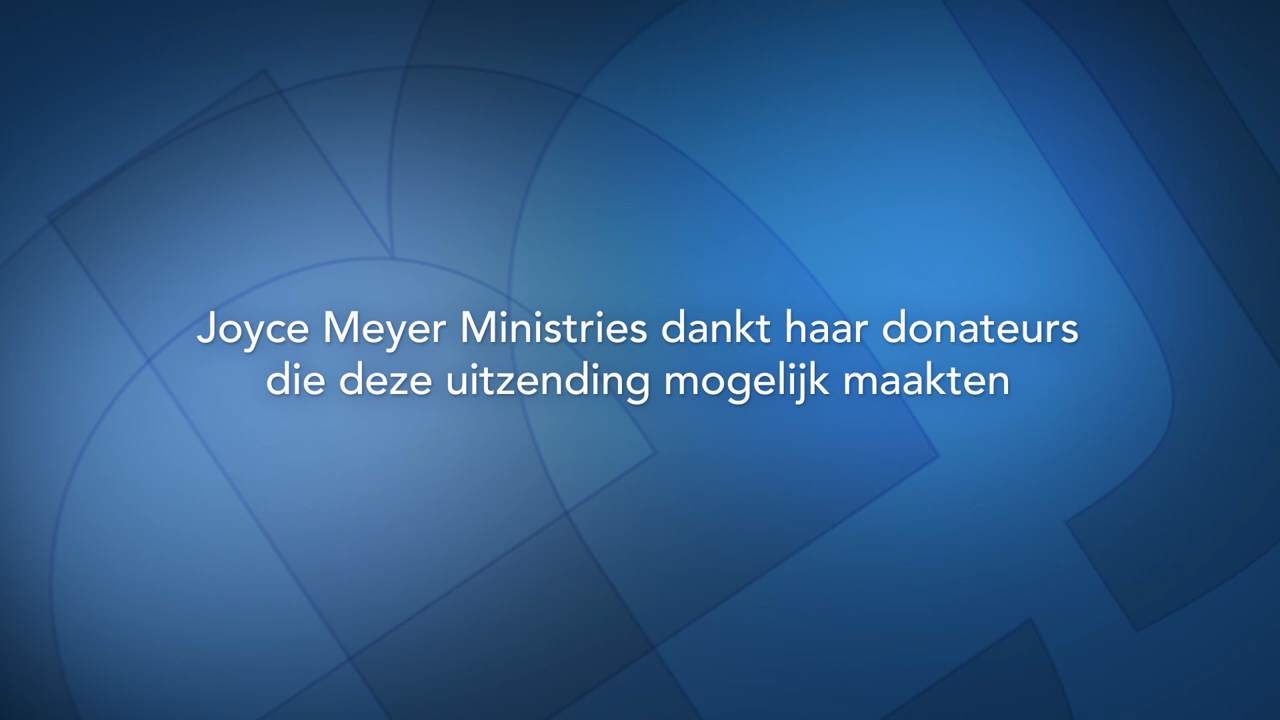 Joyce Meyer Ministries dankt haar donateurs
die deze uitzending mogelijk maakten